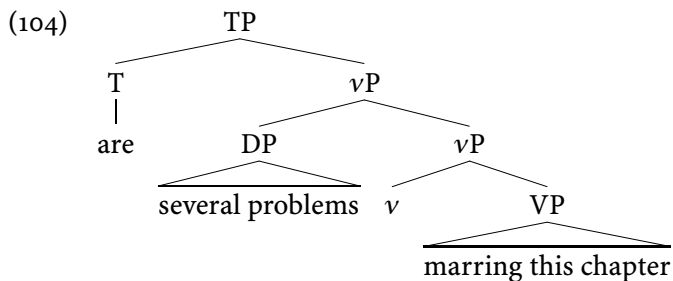 (104) TP
T vP
are DP vP
several problems v VP
marring this chapter